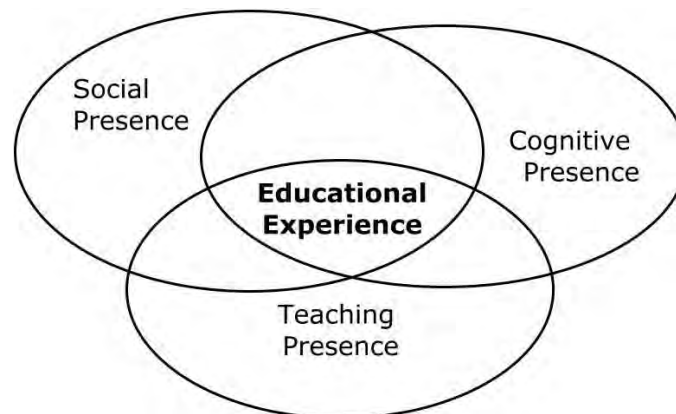 Social
Presence
Cognitive
Presence
Educational
Experience
Teaching
Presence